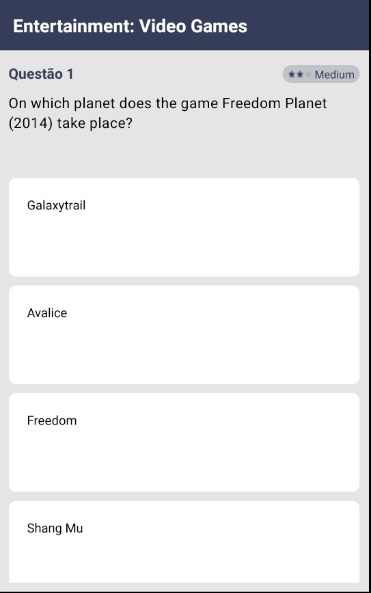 Entertainment: Video Games
Questão 1
Medium
On which planet does the game Freedom Planet
(2014) take place?
Galaxytrail
Avalice
Freedom
Shang Mu